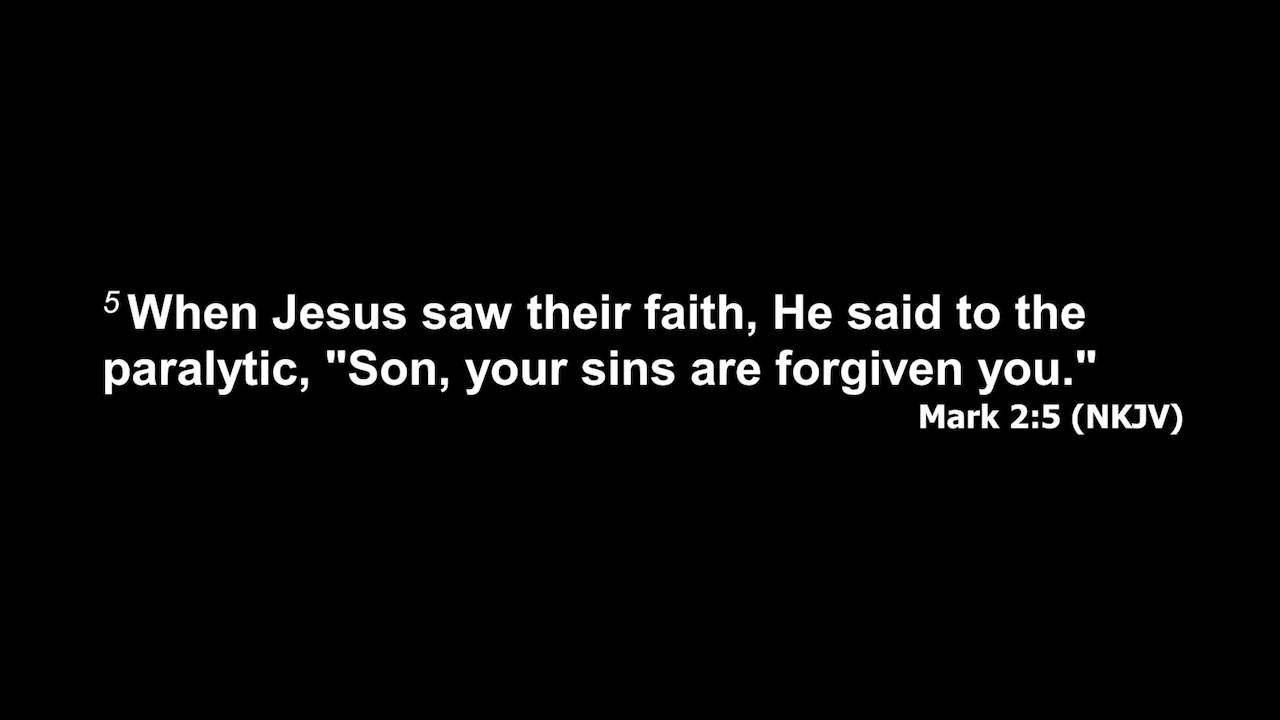 5 When Jesus saw their faith, He said to the
paralytic, "Son, your sins are forgiven you."
Mark 2:5 (NKJV)